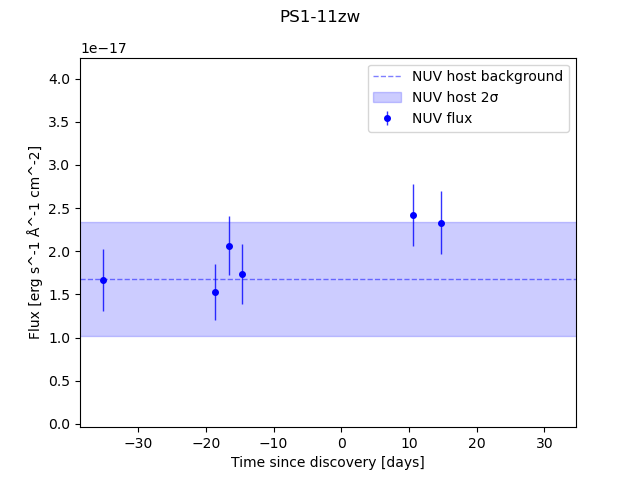 PS1-11zw
1e−17
NUV host background
NUV host 2σ
NUV flux
4.0
3.5
3.0
2.5
2.0
1.5
1.0
0.5
0.0
Flux [erg s^-1 Å^-1 cm^-2]
−30 −20 −10 0 10 20 30
Time since discovery [days]